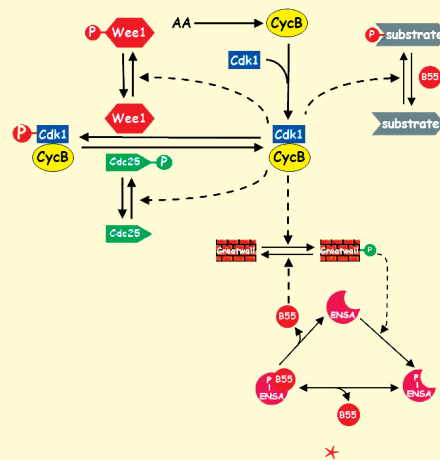 P
Wee1
AA
CycB
P
substrate
Cdk1
B55
Wee1
substrate
P
Cdk1
CycB
Cdk1
CycB
Cdc25
P
Cdc25
Greatwall
Greatwall
P
B55
ENSA
P
B55
ENSA
P
ENSA
B55